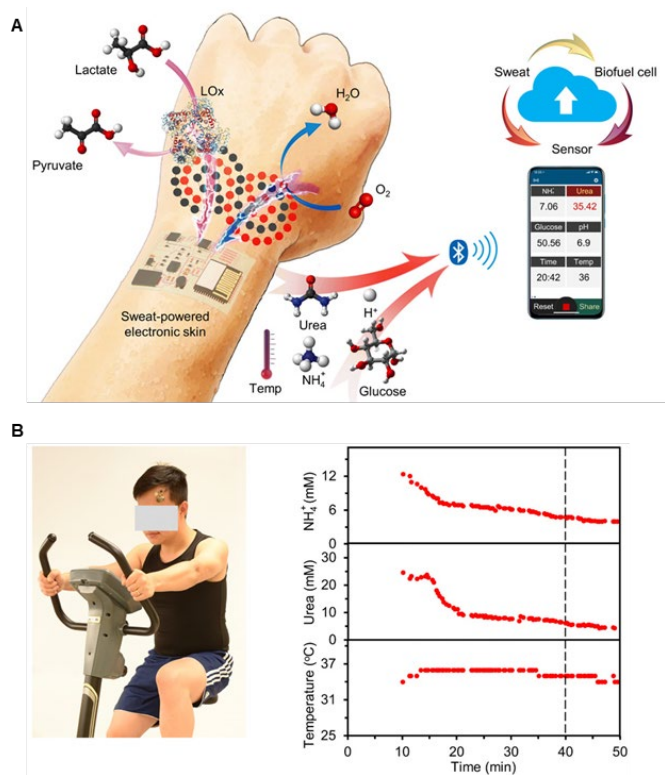 A
Lactate
LOx
H₂O
Pyruvate
O₂
Sweat-powered
electronic skin
Urea
H⁺
Temp
NH₄⁺
Glucose
Sweat
Biofuel cell
Sensor
Urea
7.06
35.42
Glucose
pH
50.56
6.9
Time
Temp
20:42
36
Reset
Share
B
NH₄⁺(mM)
12
6
0
Urea (mM)
30
20
10
0
Temperature (°C)
37
31
25
0
10
20
30
40
50
Time (min)